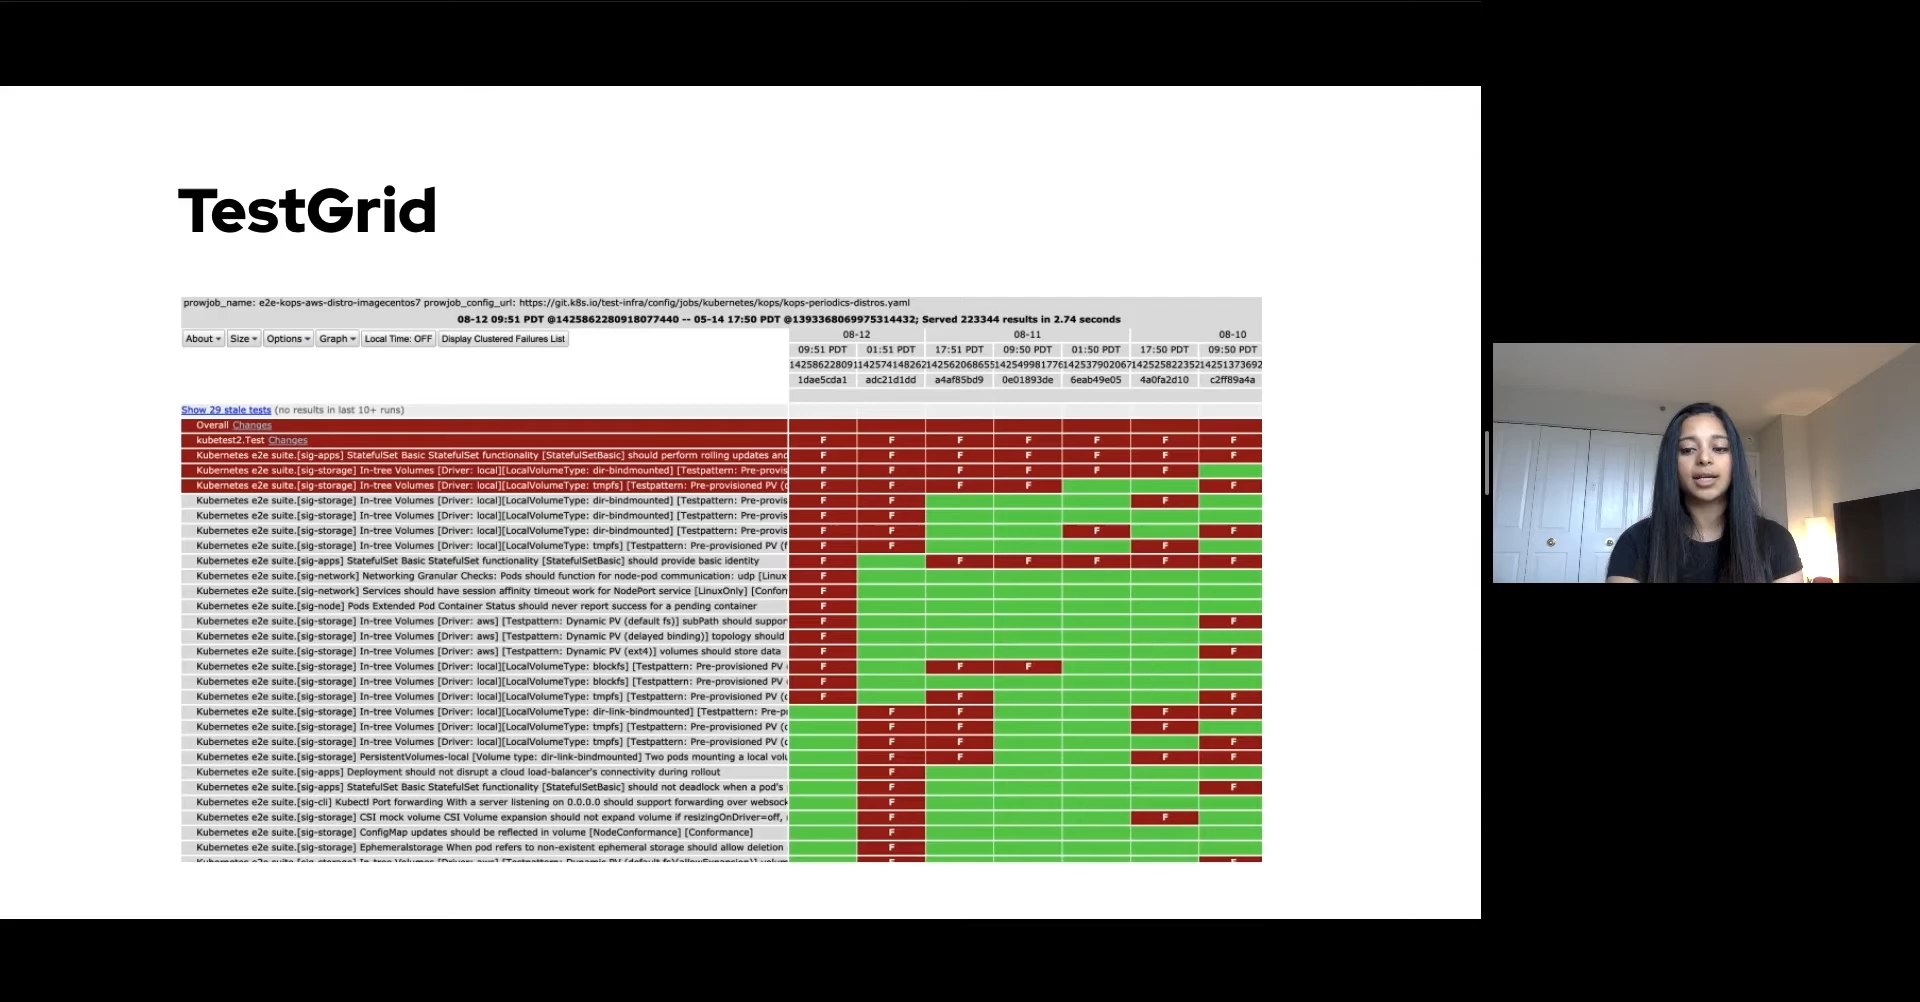 TestGrid
prowjob_name: e2e-kops-aws-distro-imagecentos7 prowjob_config_url: https://git.k8s.io/test-infra/config/jobs/kubernetes/kops/kops-periodics-distros.yaml
08-12 09:51 PDT @1425862280918077440 -- 05-14 17:50 PDT @1393368069975314432; Served 223344 results in 2.74 seconds
About Size Options Graph Local Time: OFF Display Clustered Failures List
08-12 08-11 08-10
09:51 PDT 01:51 PDT 17:51 PDT 09:50 PDT 01:50 PDT 17:50 PDT 09:50 PDT
1dae5cda1 adc21d1dd a4af85bd9 0e01893de 6eab49e05 4a0fa2d10 c2ff89a4a
Show 29 stale tests (no results in last 10+ runs)
Overall Changes
kubetest2.Test Changes F F F F F F F
Kubernetes e2e suite.[sig-apps] StatefulSet Basic StatefulSet functionality [StatefulSetBasic] should perform rolling updates and F F F F F F F
Kubernetes e2e suite.[sig-storage] In-tree Volumes [Driver: local][LocalVolumeType: dir-bindmounted] [Testpattern: Pre-provis F F F F F F
Kubernetes e2e suite.[sig-storage] In-tree Volumes [Driver: local][LocalVolumeType: tmpfs] [Testpattern: Pre-provisioned PV ( F F F F F
Kubernetes e2e suite.[sig-storage] In-tree Volumes [Driver: local][LocalVolumeType: dir-bindmounted] [Testpattern: Pre-provis F F F
Kubernetes e2e suite.[sig-storage] In-tree Volumes [Driver: local][LocalVolumeType: dir-bindmounted] [Testpattern: Pre-provis F F
Kubernetes e2e suite.[sig-storage] In-tree Volumes [Driver: local][LocalVolumeType: dir-bindmounted] [Testpattern: Pre-provis F F F F
Kubernetes e2e suite.[sig-storage] In-tree Volumes [Driver: local][LocalVolumeType: tmpfs] [Testpattern: Pre-provisioned PV (f F F F
Kubernetes e2e suite.[sig-apps] StatefulSet Basic StatefulSet functionality [StatefulSetBasic] should provide basic identity F F F F F F
Kubernetes e2e suite.[sig-network] Networking Granular Checks: Pods should function for node-pod communication: udp [Linux F
Kubernetes e2e suite.[sig-network] Services should have session affinity timeout work for NodePort service [LinuxOnly] [Confor F
Kubernetes e2e suite.[sig-node] Pods Extended Pod Container Status should never report success for a pending container F
Kubernetes e2e suite.[sig-storage] In-tree Volumes [Driver: aws] [Testpattern: Dynamic PV (default fs)] subPath should suppor F F
Kubernetes e2e suite.[sig-storage] In-tree Volumes [Driver: aws] [Testpattern: Dynamic PV (delayed binding)] topology should F
Kubernetes e2e suite.[sig-storage] In-tree Volumes [Driver: aws] [Testpattern: Dynamic PV (ext4)] volumes should store data F F
Kubernetes e2e suite.[sig-storage] In-tree Volumes [Driver: local][LocalVolumeType: blockfs] [Testpattern: Pre-provisioned PV F F F
Kubernetes e2e suite.[sig-storage] In-tree Volumes [Driver: local][LocalVolumeType: blockfs] [Testpattern: Pre-provisioned PV F
Kubernetes e2e suite.[sig-storage] In-tree Volumes [Driver: local][LocalVolumeType: tmpfs] [Testpattern: Pre-provisioned PV ( F F F
Kubernetes e2e suite.[sig-storage] In-tree Volumes [Driver: local][LocalVolumeType: dir-link-bindmounted] [Testpattern: Pre-p F F F F
Kubernetes e2e suite.[sig-storage] In-tree Volumes [Driver: local][LocalVolumeType: tmpfs] [Testpattern: Pre-provisioned PV ( F F F
Kubernetes e2e suite.[sig-storage] In-tree Volumes [Driver: local][LocalVolumeType: tmpfs] [Testpattern: Pre-provisioned PV ( F F F
Kubernetes e2e suite.[sig-storage] PersistentVolumes-local [Volume type: dir-link-bindmounted] Two pods mounting a local volu F F F F
Kubernetes e2e suite.[sig-apps] Deployment should not disrupt a cloud load-balancer's connectivity during rollout F
Kubernetes e2e suite.[sig-apps] StatefulSet Basic StatefulSet functionality [StatefulSetBasic] should not deadlock when a pod's F F
Kubernetes e2e suite.[sig-cli] Kubectl Port forwarding With a server listening on 0.0.0.0 should support forwarding over websock F
Kubernetes e2e suite.[sig-storage] CSI mock volume CSI Volume expansion should not expand volume if resizingOnDriver=off, F F
Kubernetes e2e suite.[sig-storage] ConfigMap updates should be reflected in volume [NodeConformance] [Conformance] F
Kubernetes e2e suite.[sig-storage] Ephemeralstorage When pod refers to non-existent ephemeral storage should allow deletion F